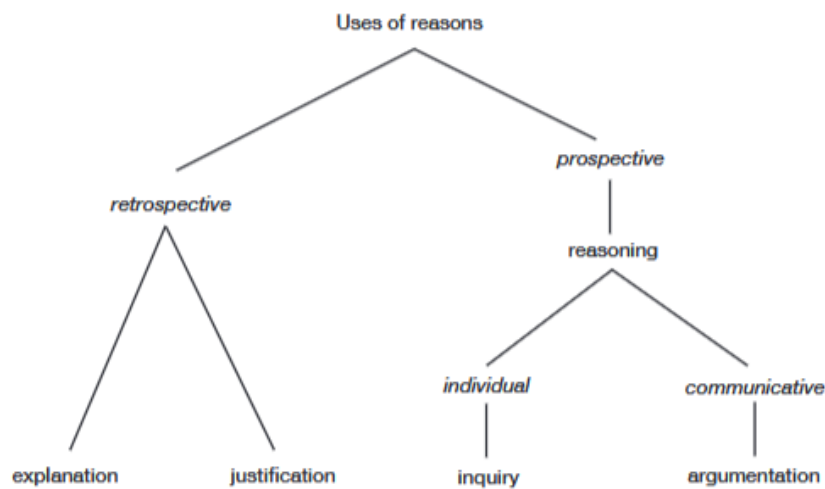 Uses of reasons
prospective
retrospective
reasoning
individual
communicative
explanation
justification
inquiry
argumentation